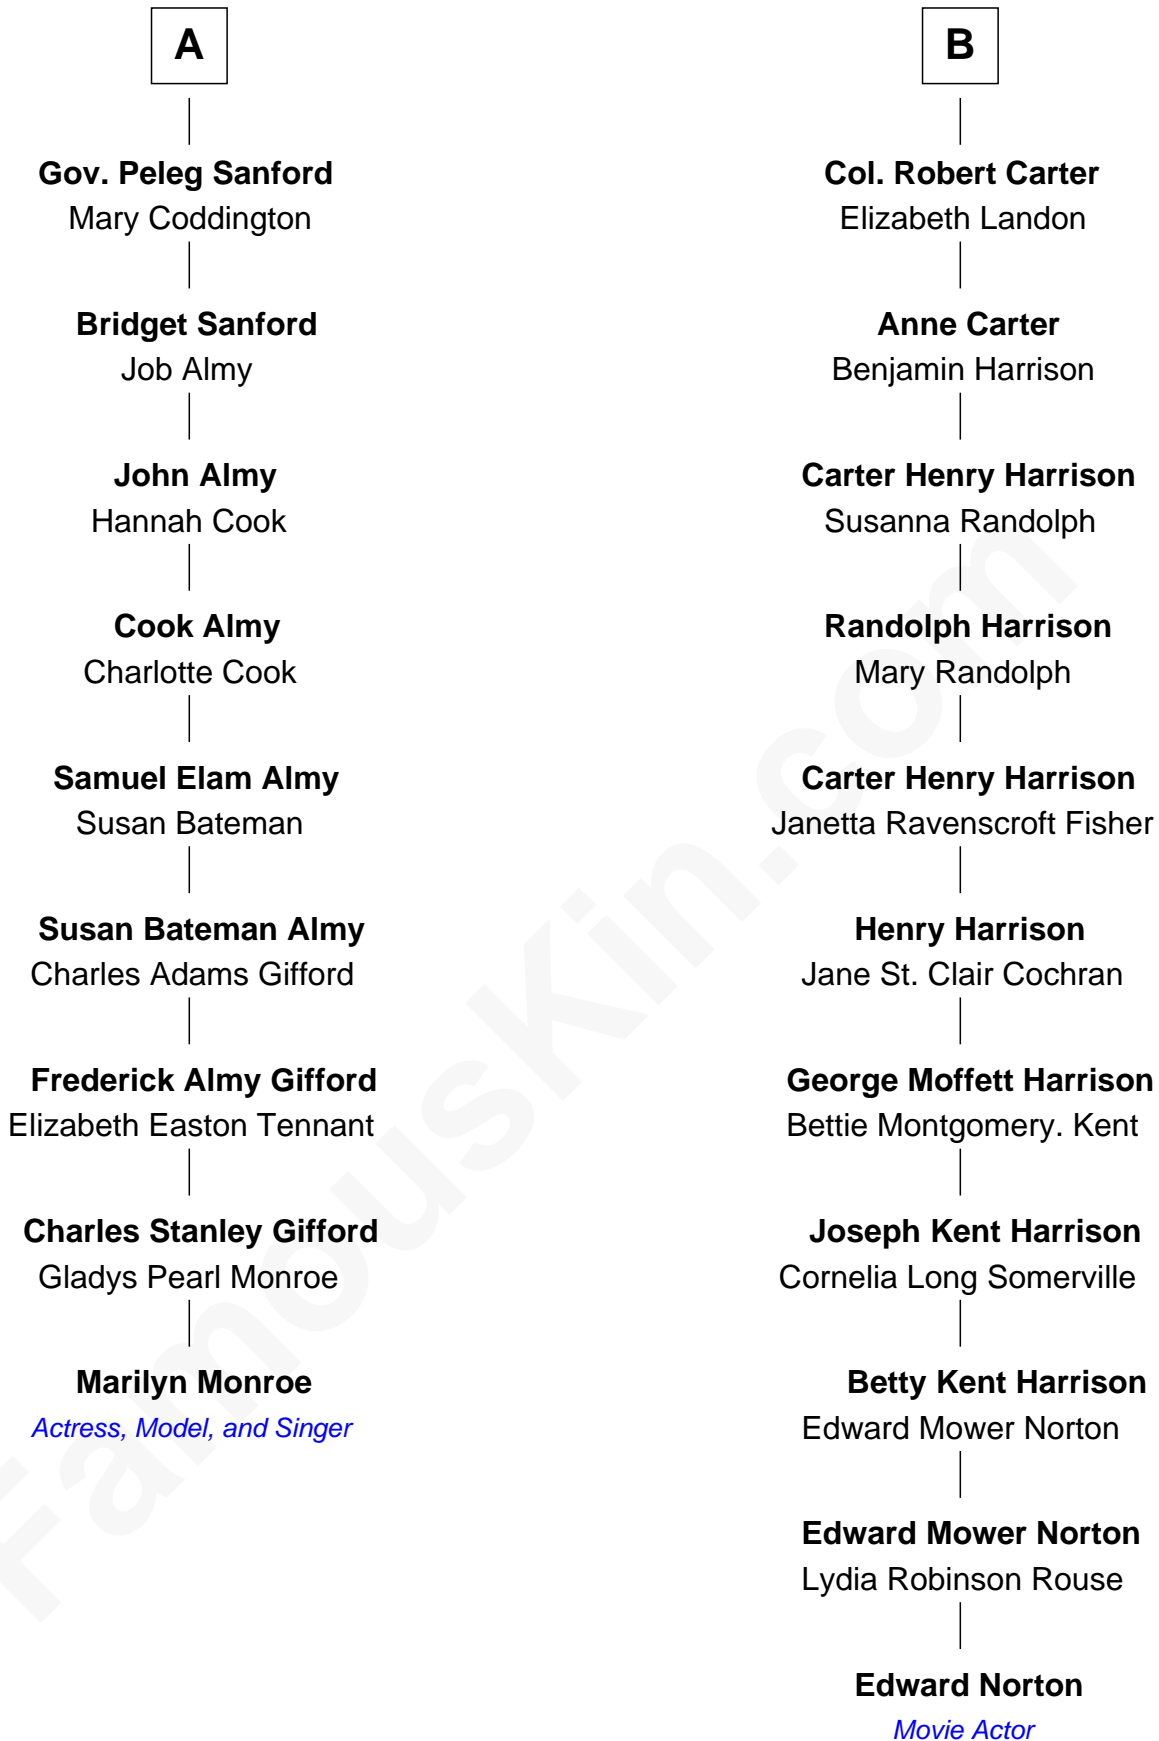 A
Gov. Peleg Sanford
Mary Coddington
Bridget Sanford
Job Almy
John Almy
Hannah Cook
Cook Almy
Charlotte Cook
Samuel Elam Almy
Susan Bateman
Susan Bateman Almy
Charles Adams Gifford
Frederick Almy Gifford
Elizabeth Easton Tennant
Charles Stanley Gifford
Gladys Pearl Monroe
Marilyn Monroe
Actress, Model, and Singer
B
Col. Robert Carter
Elizabeth Landon
Anne Carter
Benjamin Harrison
Carter Henry Harrison
Susanna Randolph
Randolph Harrison
Mary Randolph
Carter Henry Harrison
Janetta Ravenscroft Fisher
Henry Harrison
Jane St. Clair Cochran
George Moffett Harrison
Bettie Montgomery. Kent
Joseph Kent Harrison
Cornelia Long Somerville
Betty Kent Harrison
Edward Mower Norton
Edward Mower Norton
Lydia Robinson Rouse
Edward Norton
Movie Actor
FamousKin.com